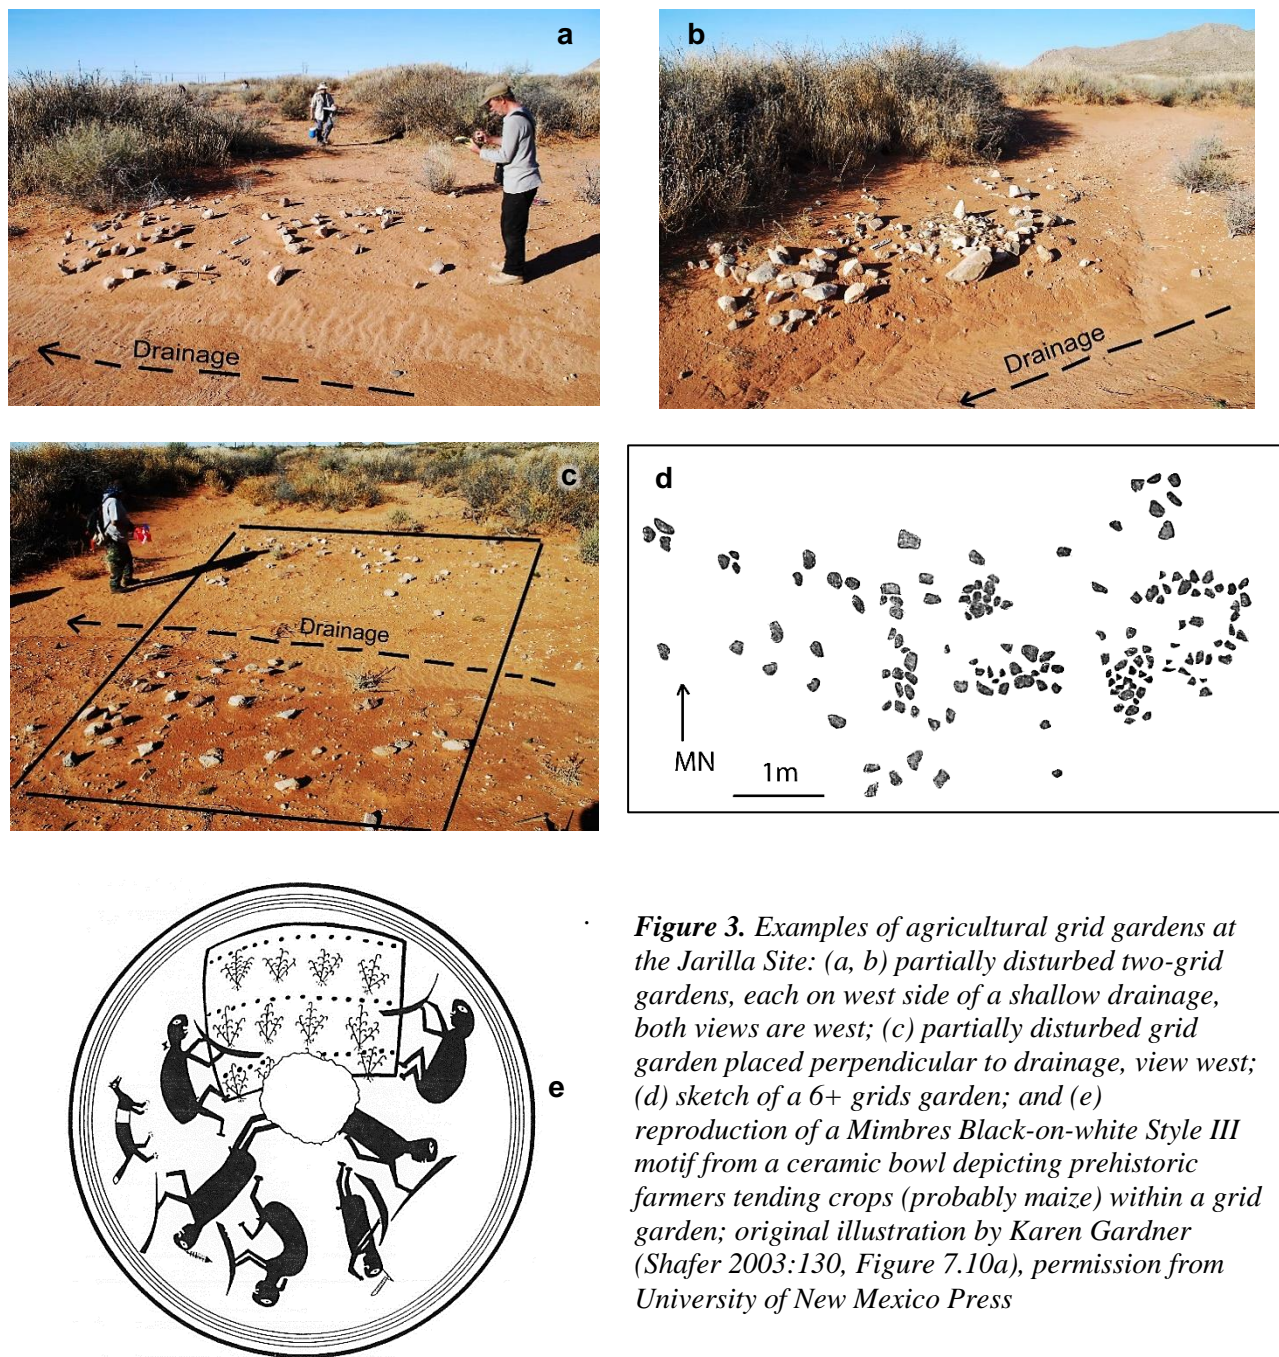 a
Drainage
b
Drainage
c
Drainage
d
MN
1m
e
Figure 3. Examples of agricultural grid gardens at
the Jarilla Site: (a, b) partially disturbed two-grid
gardens, each on west side of a shallow drainage,
both views are west; (c) partially disturbed grid
garden placed perpendicular to drainage, view west;
(d) sketch of a 6+ grids garden; and (e)
reproduction of a Mimbres Black-on-white Style III
motif from a ceramic bowl depicting prehistoric
farmers tending crops (probably maize) within a grid
garden; original illustration by Karen Gardner
(Shafer 2003:130, Figure 7.10a), permission from
University of New Mexico Press